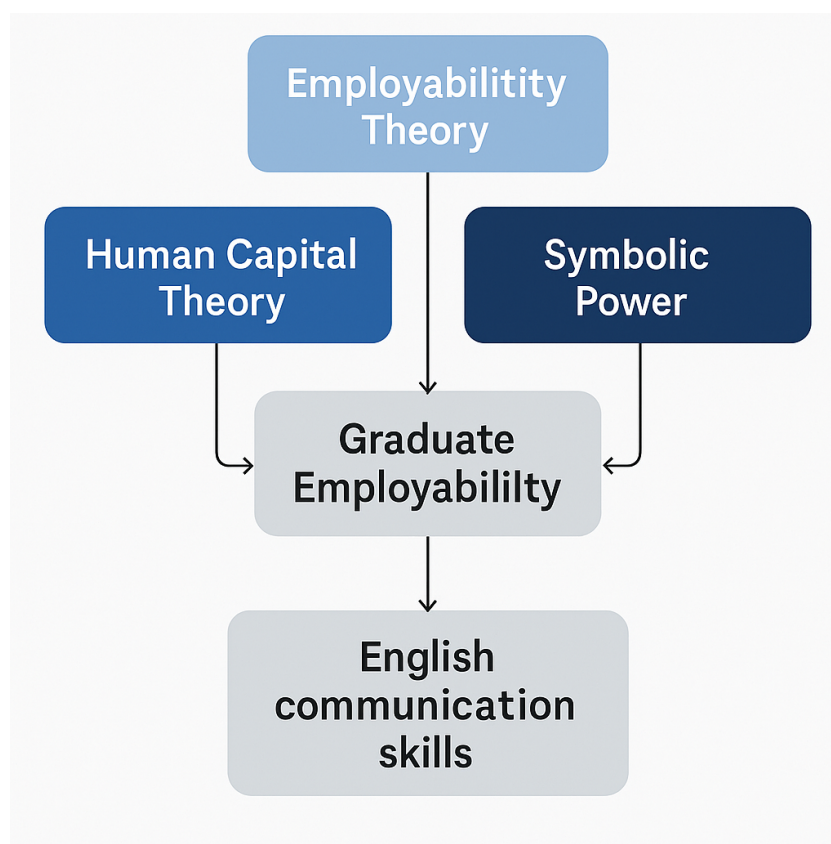 Employabilitity
Theory
Human Capital
Theory
Symbolic
Power
Graduate
Employabililty
English
communication
skills